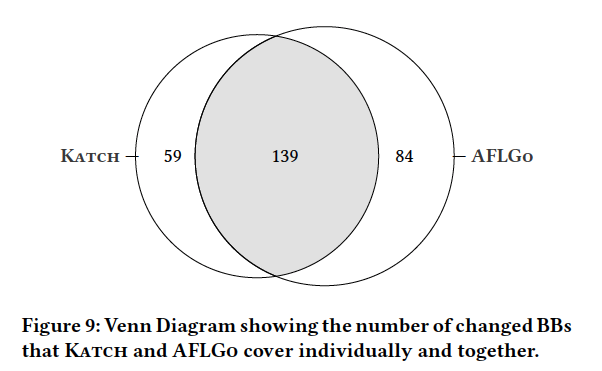 KATCH 59 139 84 AFLGO
Figure 9: Venn Diagram showing the number of changed BBs
that KATCH and AFLGO cover individually and together.